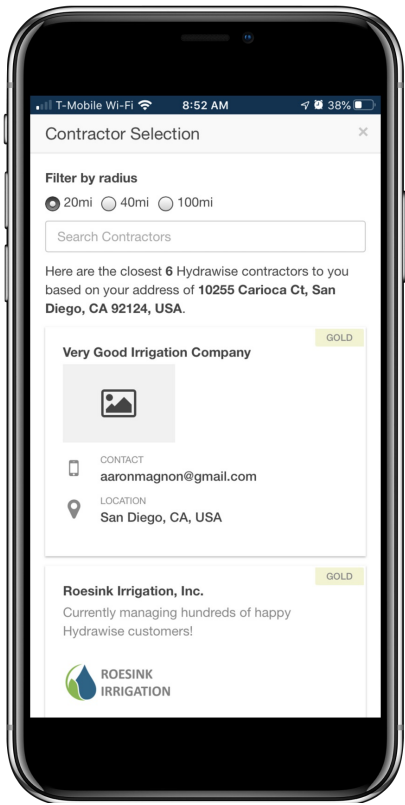 T-Mobile Wi-Fi 8:52 AM 38%
Contractor Selection ×
Filter by radius
20mi 40mi 100mi
Search Contractors
Here are the closest 6 Hydrawise contractors to you
based on your address of 10255 Carioca Ct, San
Diego, CA 92124, USA.
GOLD
Very Good Irrigation Company
CONTACT
aaronmagnon@gmail.com
LOCATION
San Diego, CA, USA
GOLD
Roesink Irrigation, Inc.
Currently managing hundreds of happy
Hydrawise customers!
ROESINK
IRRIGATION